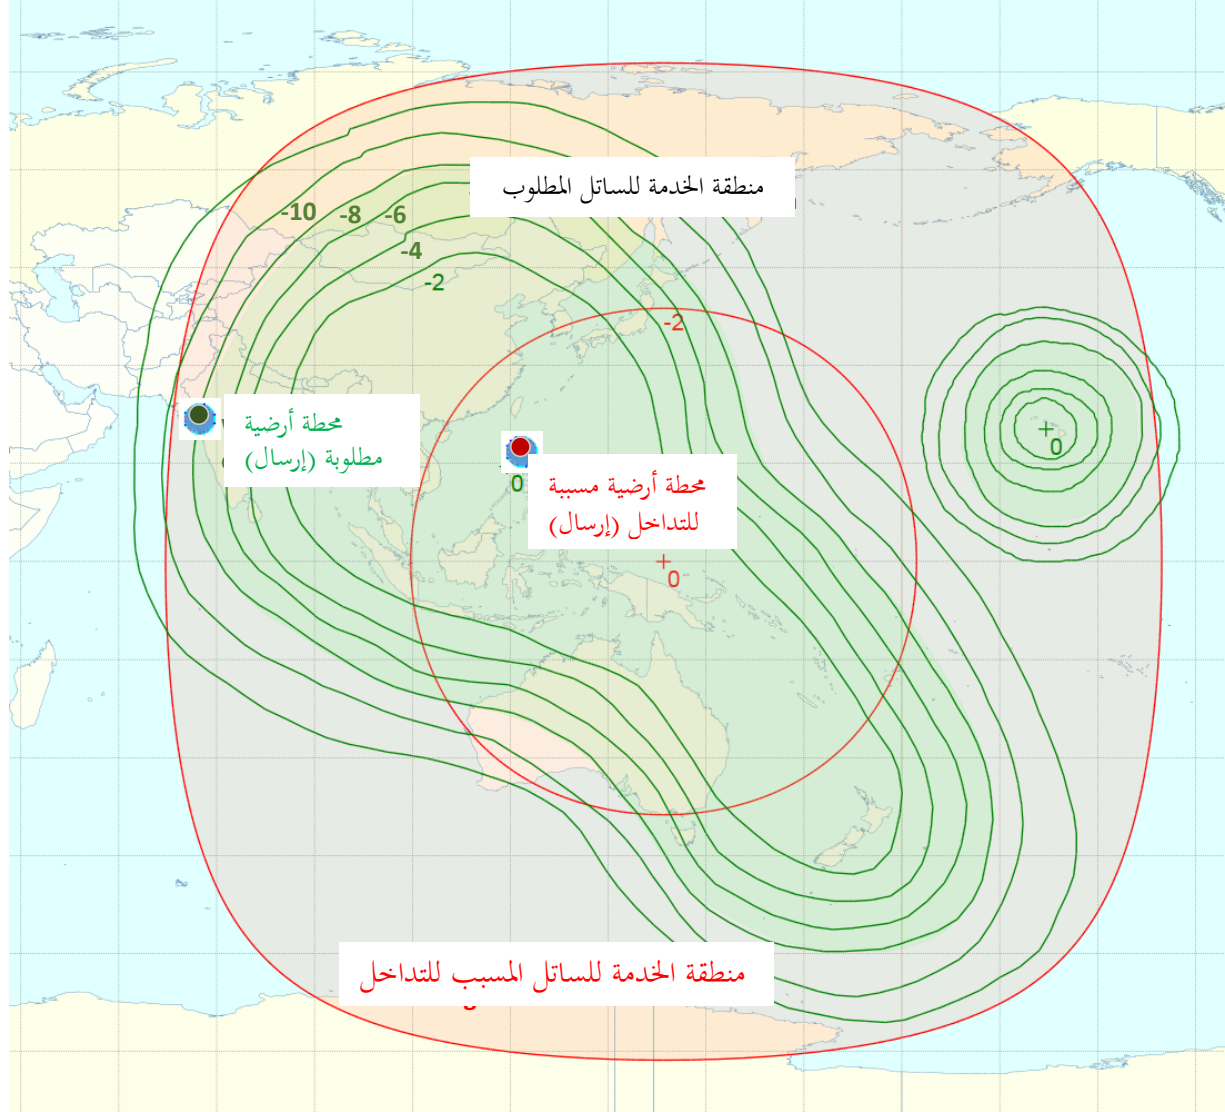 منطقة الخدمة للساتل المطلوب
-10
-8
-6
-4
-2
-2
محطة أرضية
مطلوبة (إرسال)
محطة أرضية مسببة
للتداخل (إرسال)
0
0
0
منطقة الخدمة للساتل المسبب للتداخل